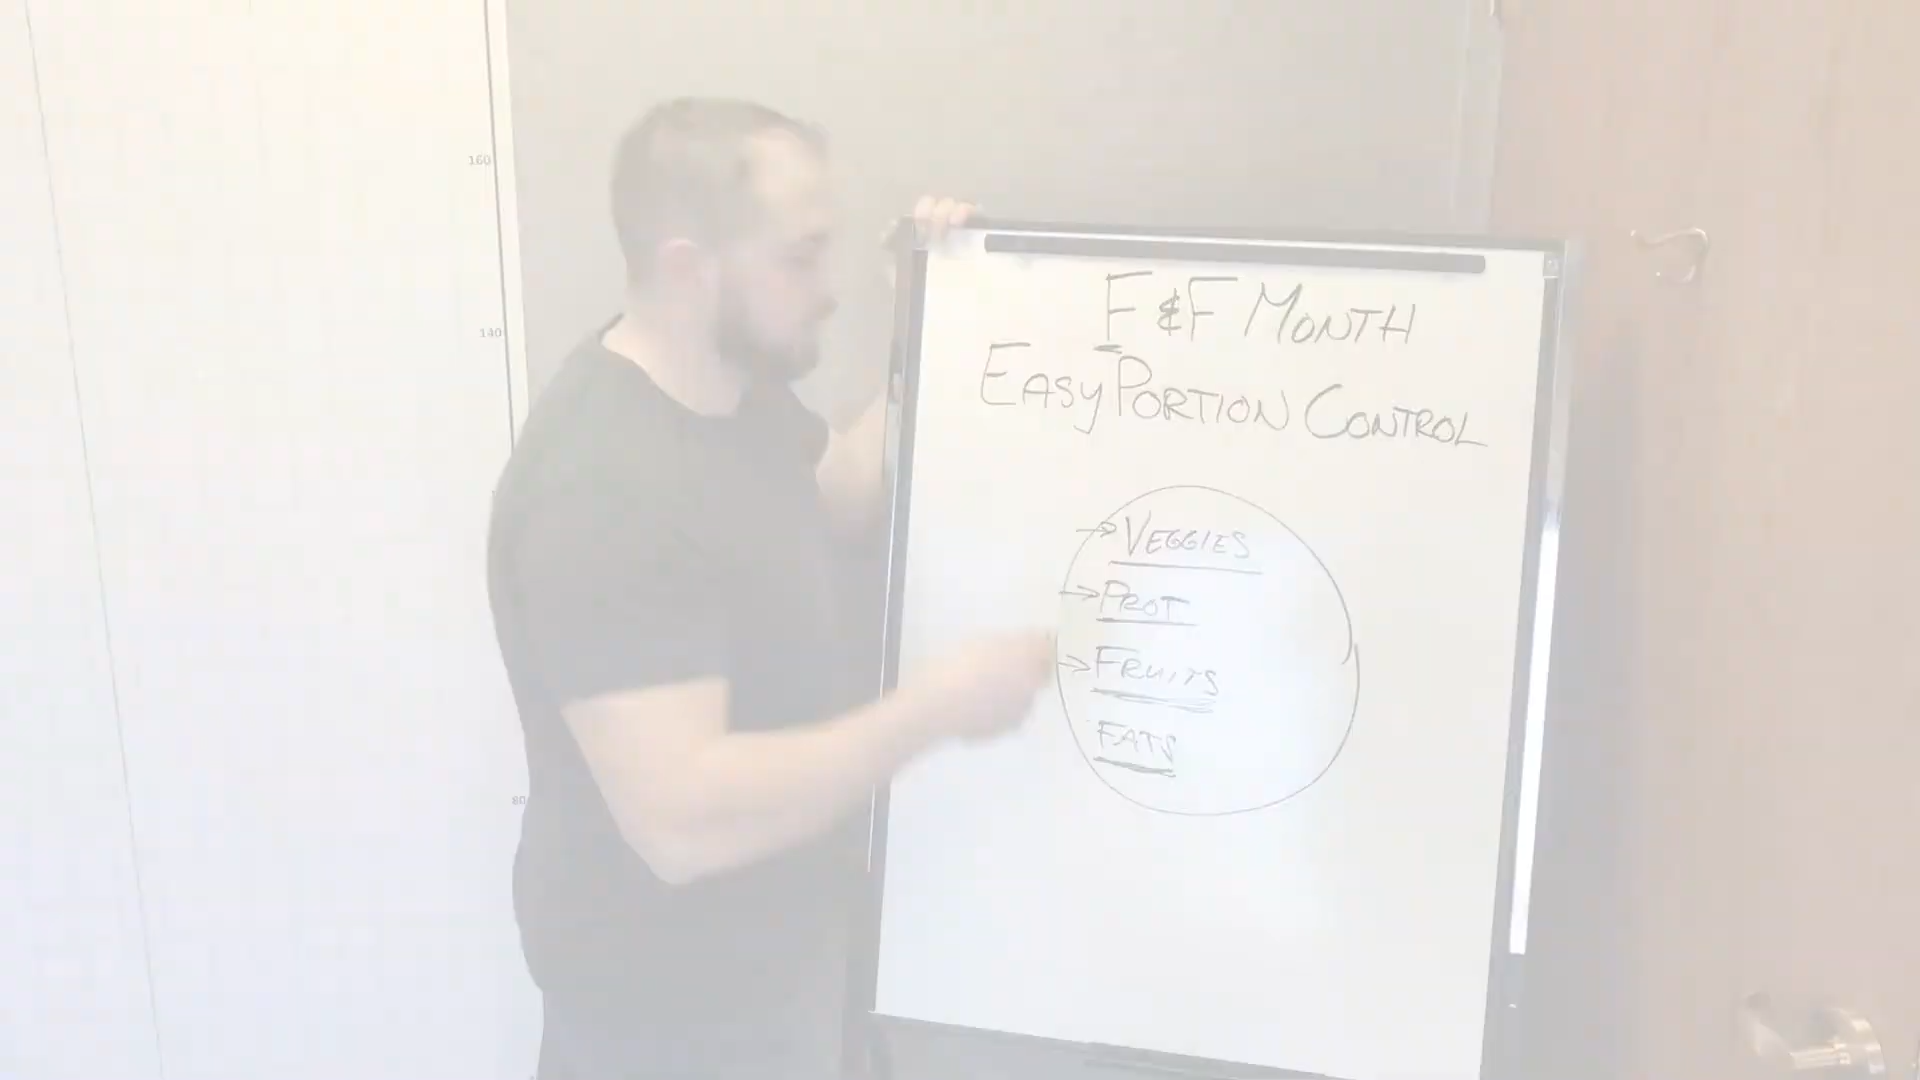 160
140
80
F & F MONTH
EASY PORTION CONTROL
→ VEGGIES
→ PROT
→ FRUITS
FATS